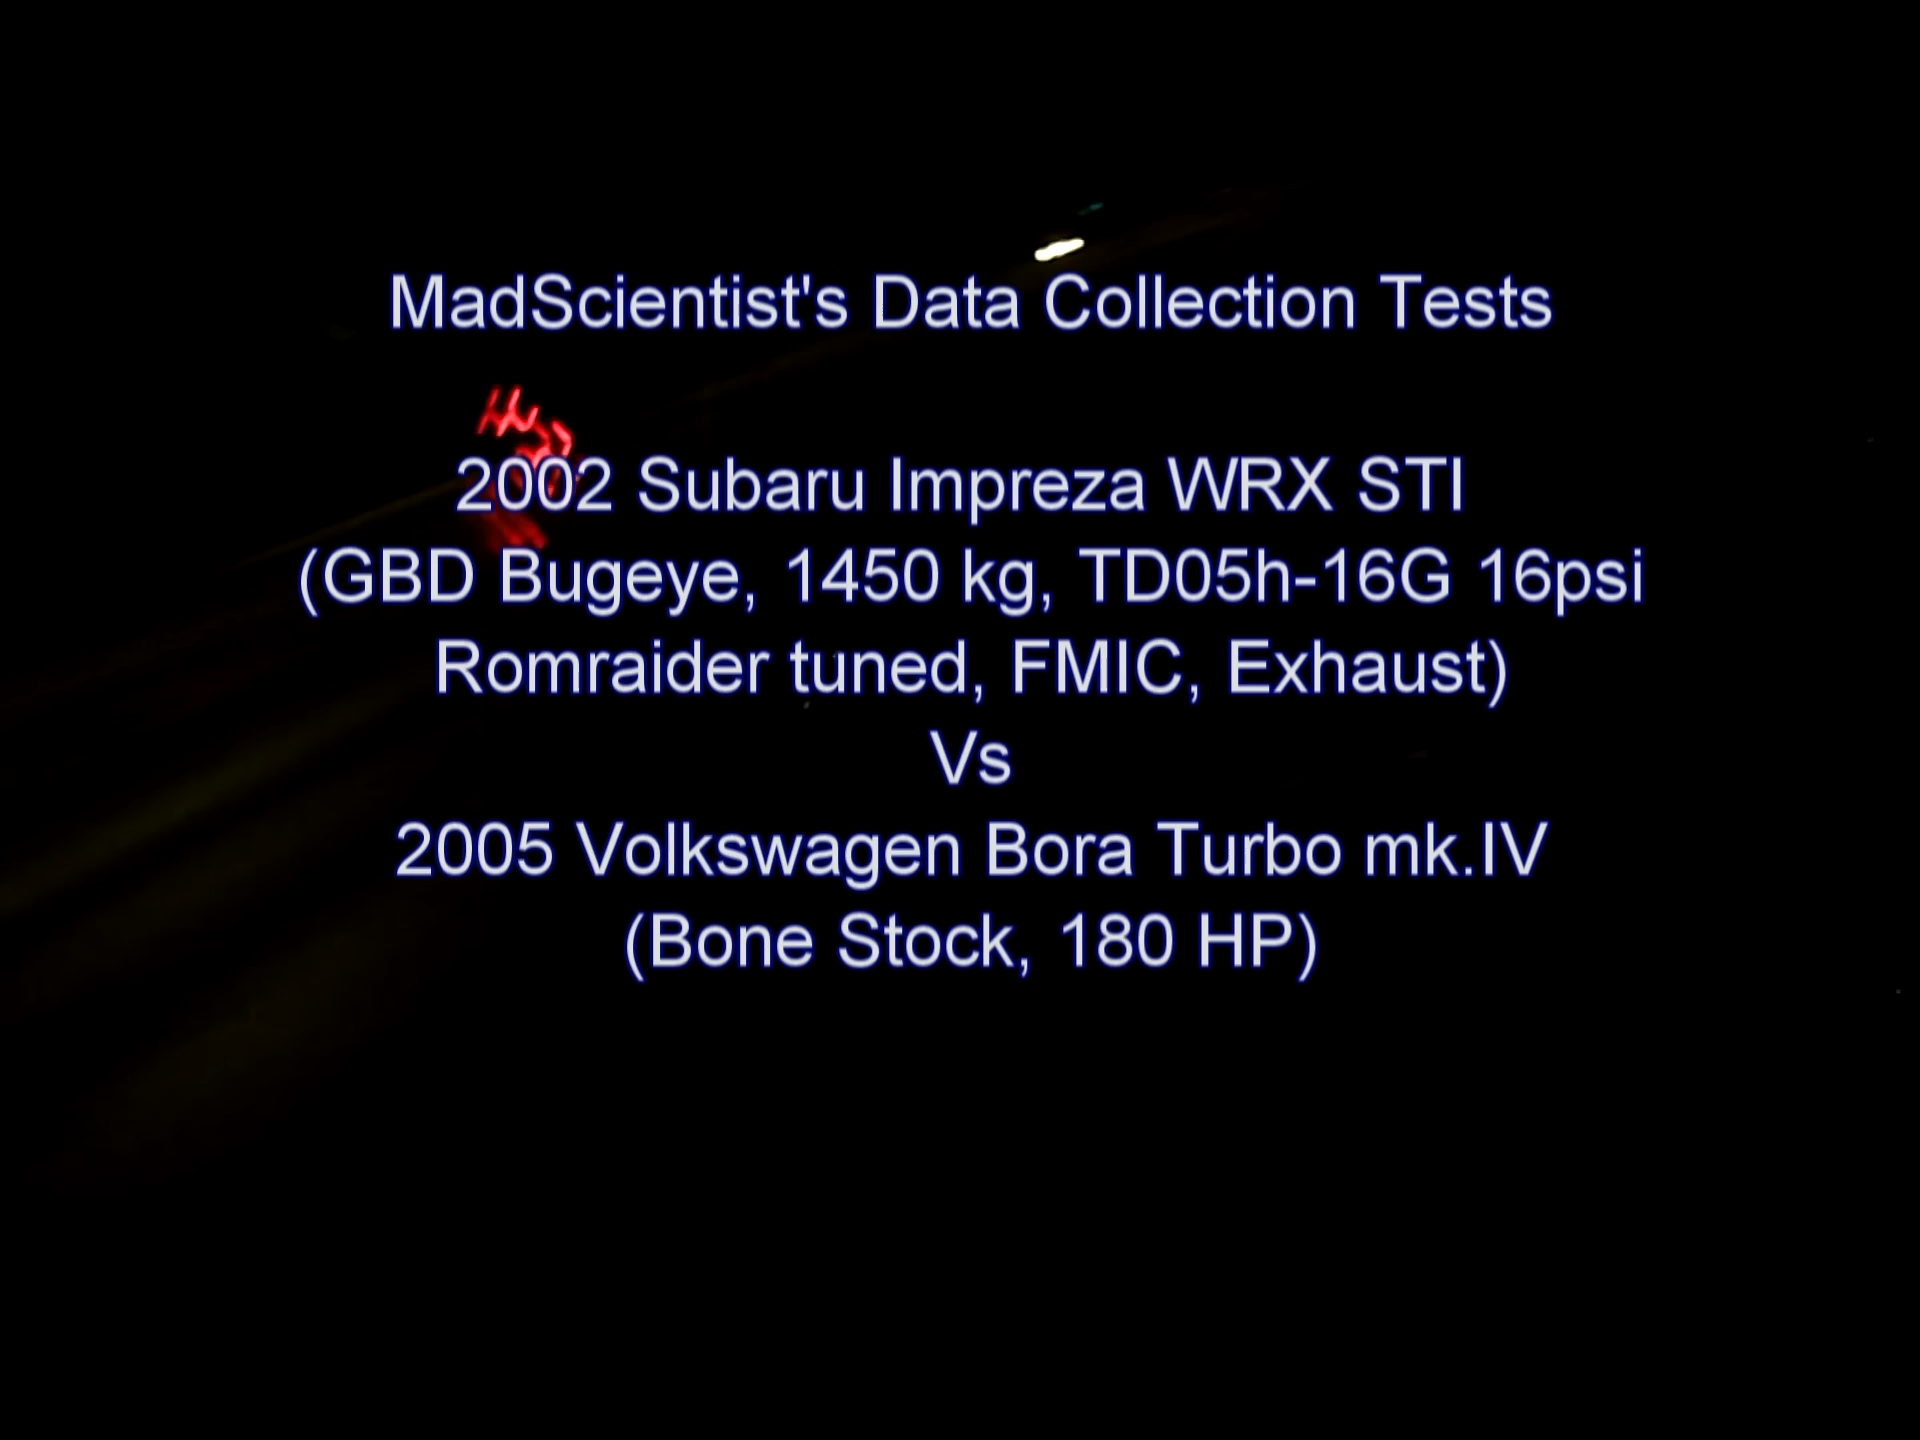 MadScientist's Data Collection Tests
2002 Subaru Impreza WRX STI
(GBD Bugeye, 1450 kg, TD05h-16G 16psi
Romraider tuned, FMIC, Exhaust)
Vs
2005 Volkswagen Bora Turbo mk.IV
(Bone Stock, 180 HP)